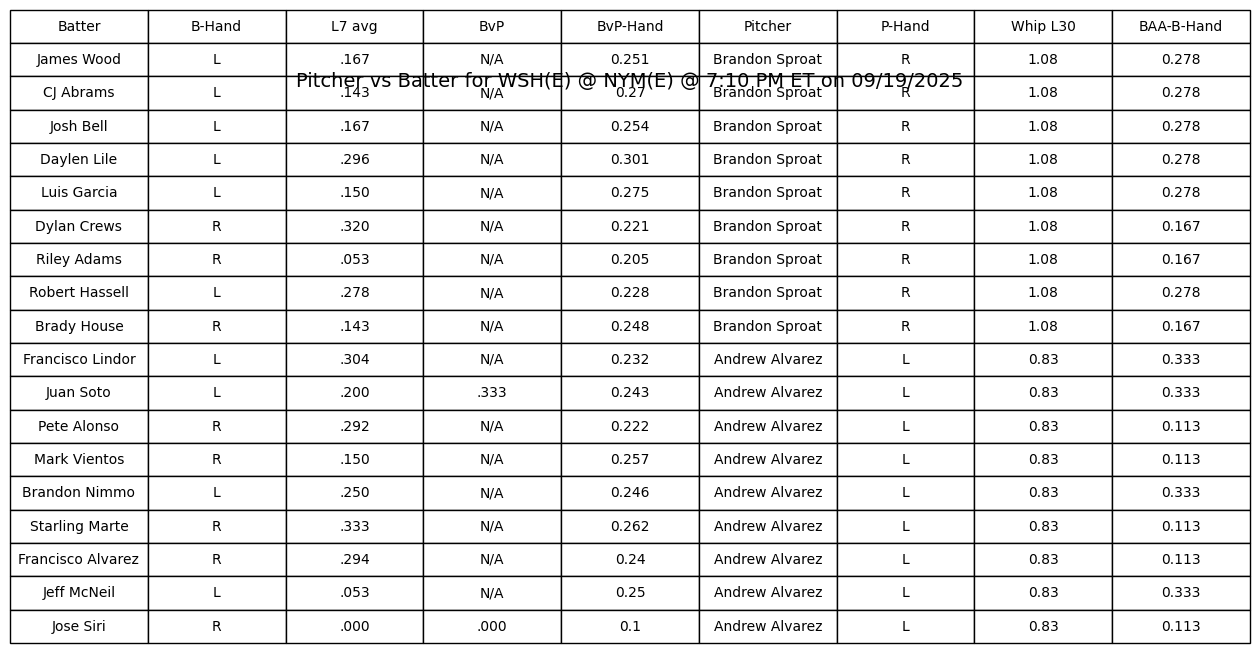 Batter B-Hand L7 avg BvP BvP-Hand Pitcher P-Hand Whip L30 BAA-B-Hand
James Wood L .167 N/A 0.251 Brandon Sproat R 1.08 0.278
Pitcher vs Batter for WSH(E) @ NYM(E) @ 7:10 PM ET on 09/19/2025
CJ Abrams L .143 N/A 0.27 Brandon Sproat R 1.08 0.278
Josh Bell L .167 N/A 0.254 Brandon Sproat R 1.08 0.278
Daylen Lile L .296 N/A 0.301 Brandon Sproat R 1.08 0.278
Luis Garcia L .150 N/A 0.275 Brandon Sproat R 1.08 0.278
Dylan Crews R .320 N/A 0.221 Brandon Sproat R 1.08 0.167
Riley Adams R .053 N/A 0.205 Brandon Sproat R 1.08 0.167
Robert Hassell L .278 N/A 0.228 Brandon Sproat R 1.08 0.278
Brady House R .143 N/A 0.248 Brandon Sproat R 1.08 0.167
Francisco Lindor L .304 N/A 0.232 Andrew Alvarez L 0.83 0.333
Juan Soto L .200 .333 0.243 Andrew Alvarez L 0.83 0.333
Pete Alonso R .292 N/A 0.222 Andrew Alvarez L 0.83 0.113
Mark Vientos R .150 N/A 0.257 Andrew Alvarez L 0.83 0.113
Brandon Nimmo L .250 N/A 0.246 Andrew Alvarez L 0.83 0.333
Starling Marte R .333 N/A 0.262 Andrew Alvarez L 0.83 0.113
Francisco Alvarez R .294 N/A 0.24 Andrew Alvarez L 0.83 0.113
Jeff McNeil L .053 N/A 0.25 Andrew Alvarez L 0.83 0.333
Jose Siri R .000 .000 0.1 Andrew Alvarez L 0.83 0.113